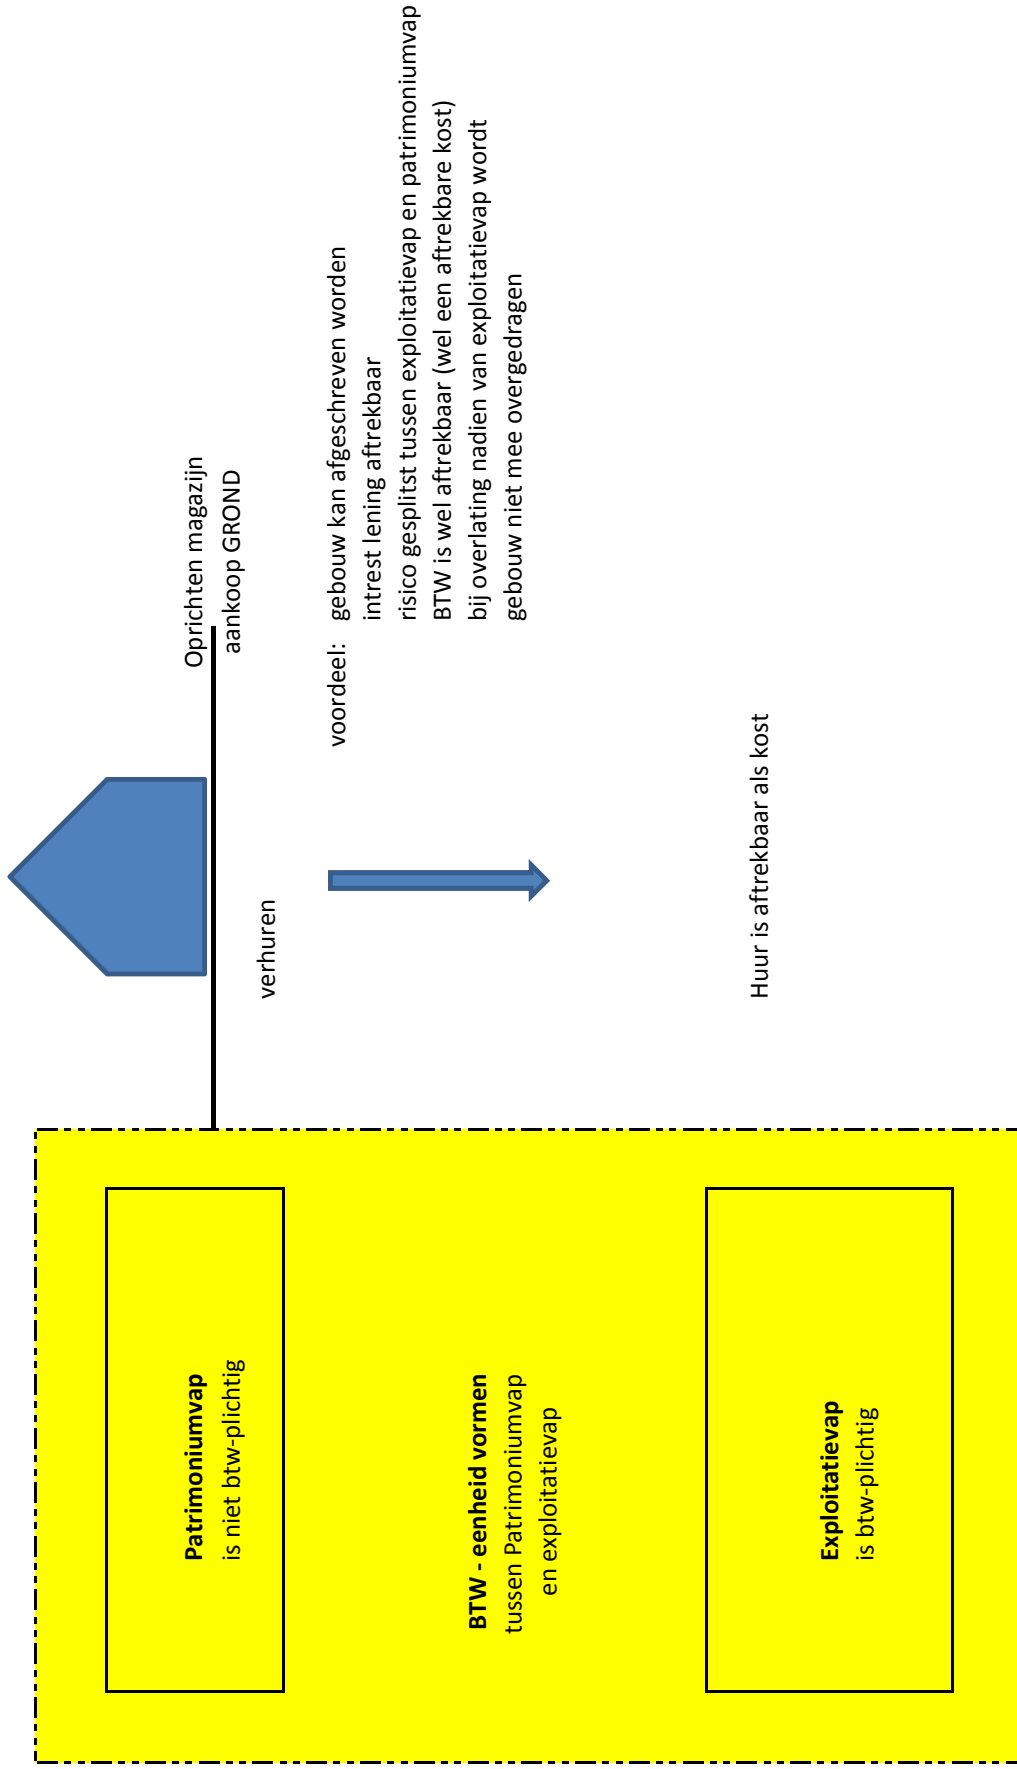 Oprichten magazijn
aankoop GROND
Patrimoniumvap
is niet btw-plichtig
verhuren
voordeel: gebouw kan afgeschreven worden
intrest lening aftrekbaar
risico gesplitst tussen exploitatievap en patrimoniumvap
BTW is wel aftrekbaar (wel een aftrekbare kost)
bij overlating nadien van exploitatievap wordt
gebouw niet mee overgedragen
BTW - eenheid vormen
tussen Patrimoniumvap
en exploitatievap
Huur is aftrekbaar als kost
Exploitatievap
is btw-plichtig